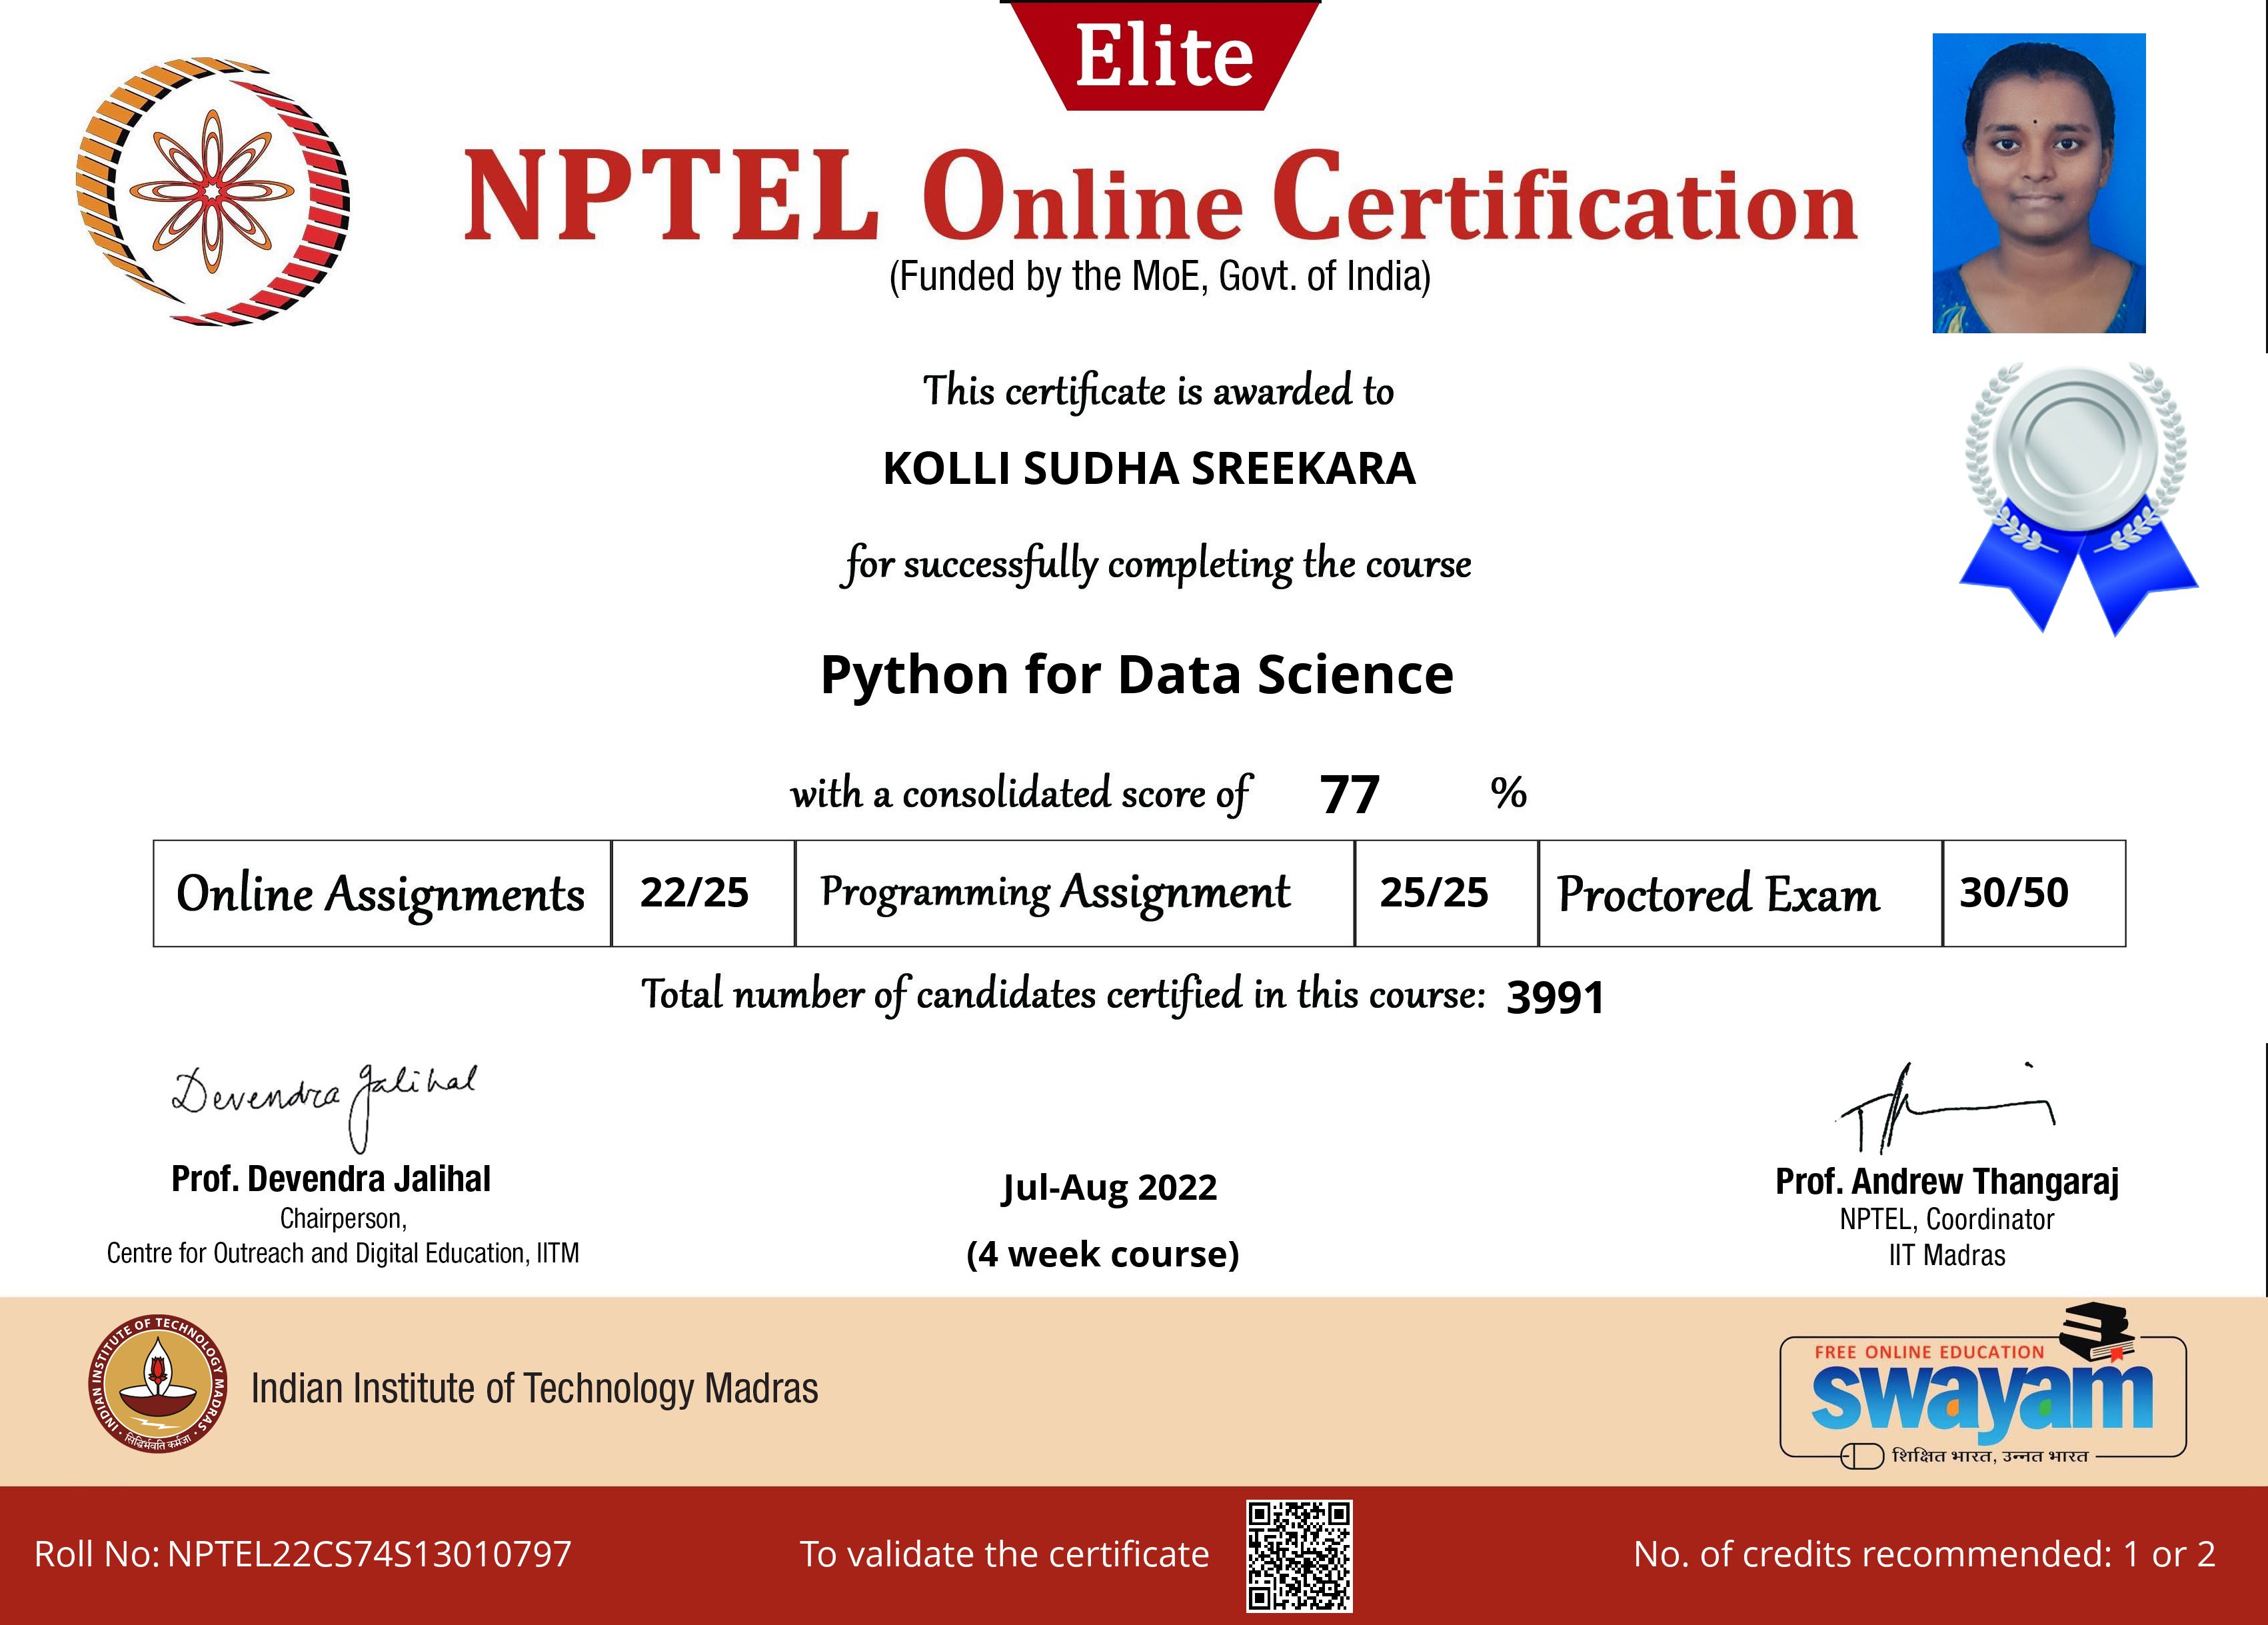 Elite
NPTEL Online Certification
(Funded by the MoE, Govt. of India)
This certificate is awarded to
KOLLI SUDHA SREEKARA
for successfully completing the course
Python for Data Science
with a consolidated score of 77 %
Online Assignments 22/25 Programming Assignment 25/25 Proctored Exam 30/50
Total number of candidates certified in this course: 3991
Devendra Jalihal
Prof. Devendra Jalihal
Chairperson,
Centre for Outreach and Digital Education, IITM
Jul-Aug 2022
(4 week course)
Prof. Andrew Thangaraj
NPTEL, Coordinator
IIT Madras
INDIAN INSTITUTE OF TECHNOLOGY MADRAS
सिद्धिर्भवति कर्मजा
Indian Institute of Technology Madras
FREE ONLINE EDUCATION
swayam
शिक्षित भारत, उन्नत भारत
Roll No: NPTEL22CS74S13010797
To validate the certificate
No. of credits recommended: 1 or 2